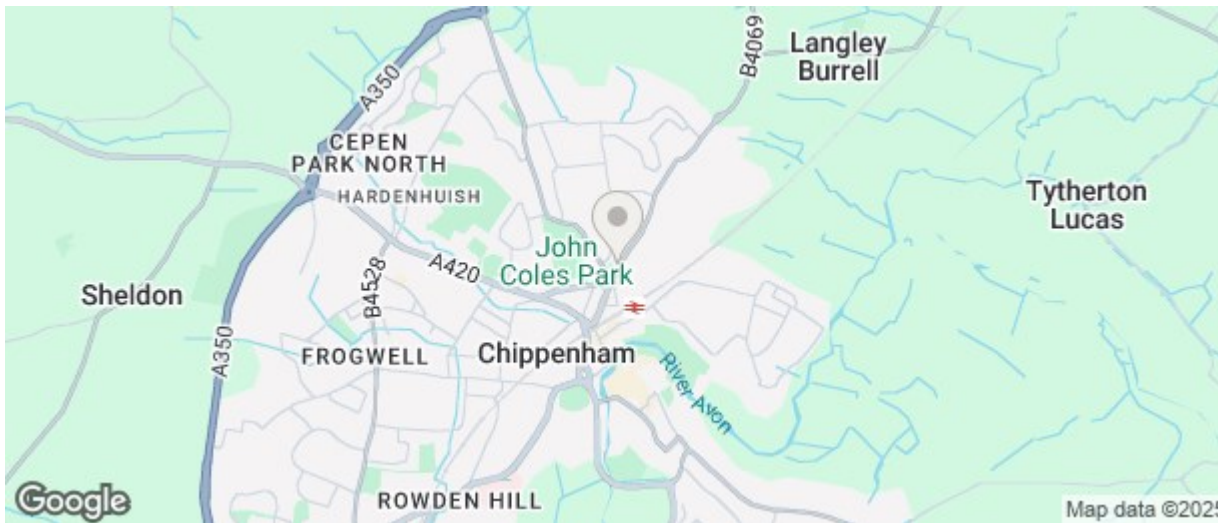 Langley
Burrell
B4069
A350
CEPEN
PARK NORTH
HARDENHUISH
Tytherton
Lucas
John
Coles Park
A420
B4528
Sheldon
A350
FROGWELL
Chippenham
River Avon
ROWDEN HILL
Google
Map data ©2025